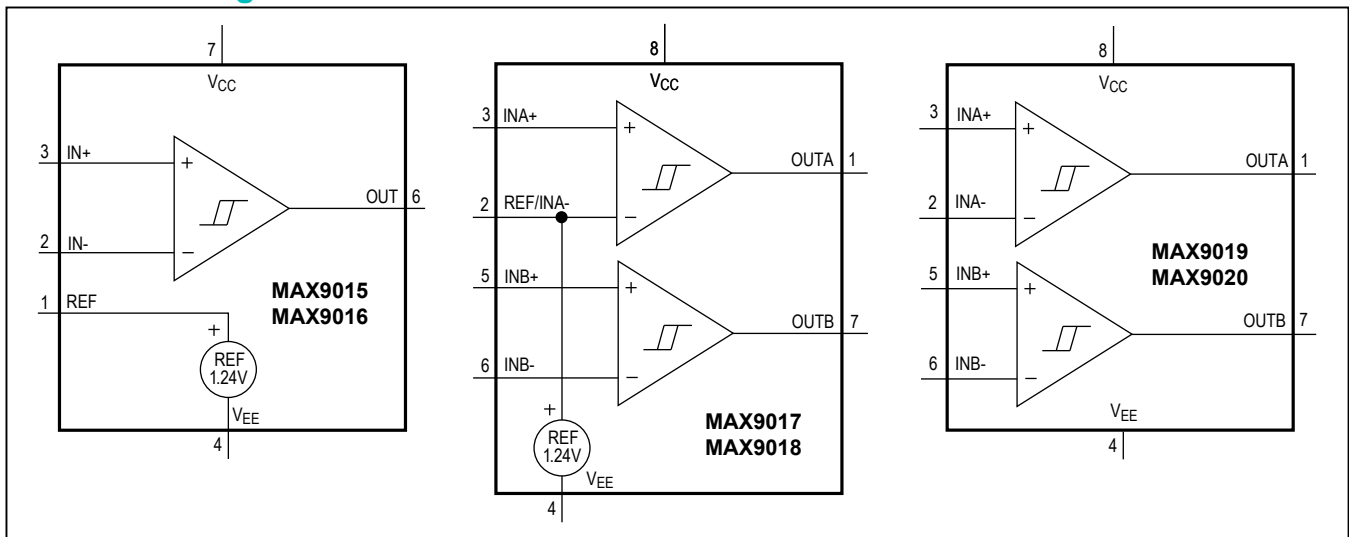 7
VCC
3 IN+
+
OUT 6
2 IN-
−
1 REF
MAX9015
MAX9016
+
REF
1.24V
VEE
4
8
VCC
3 INA+
+
OUTA 1
2 REF/INA-
−
5 INB+
+
OUTB 7
6 INB-
−
MAX9017
MAX9018
+
REF
1.24V
VEE
4
8
VCC
3 INA+
+
OUTA 1
2 INA-
−
MAX9019
MAX9020
5 INB+
+
OUTB 7
6 INB-
−
VEE
4